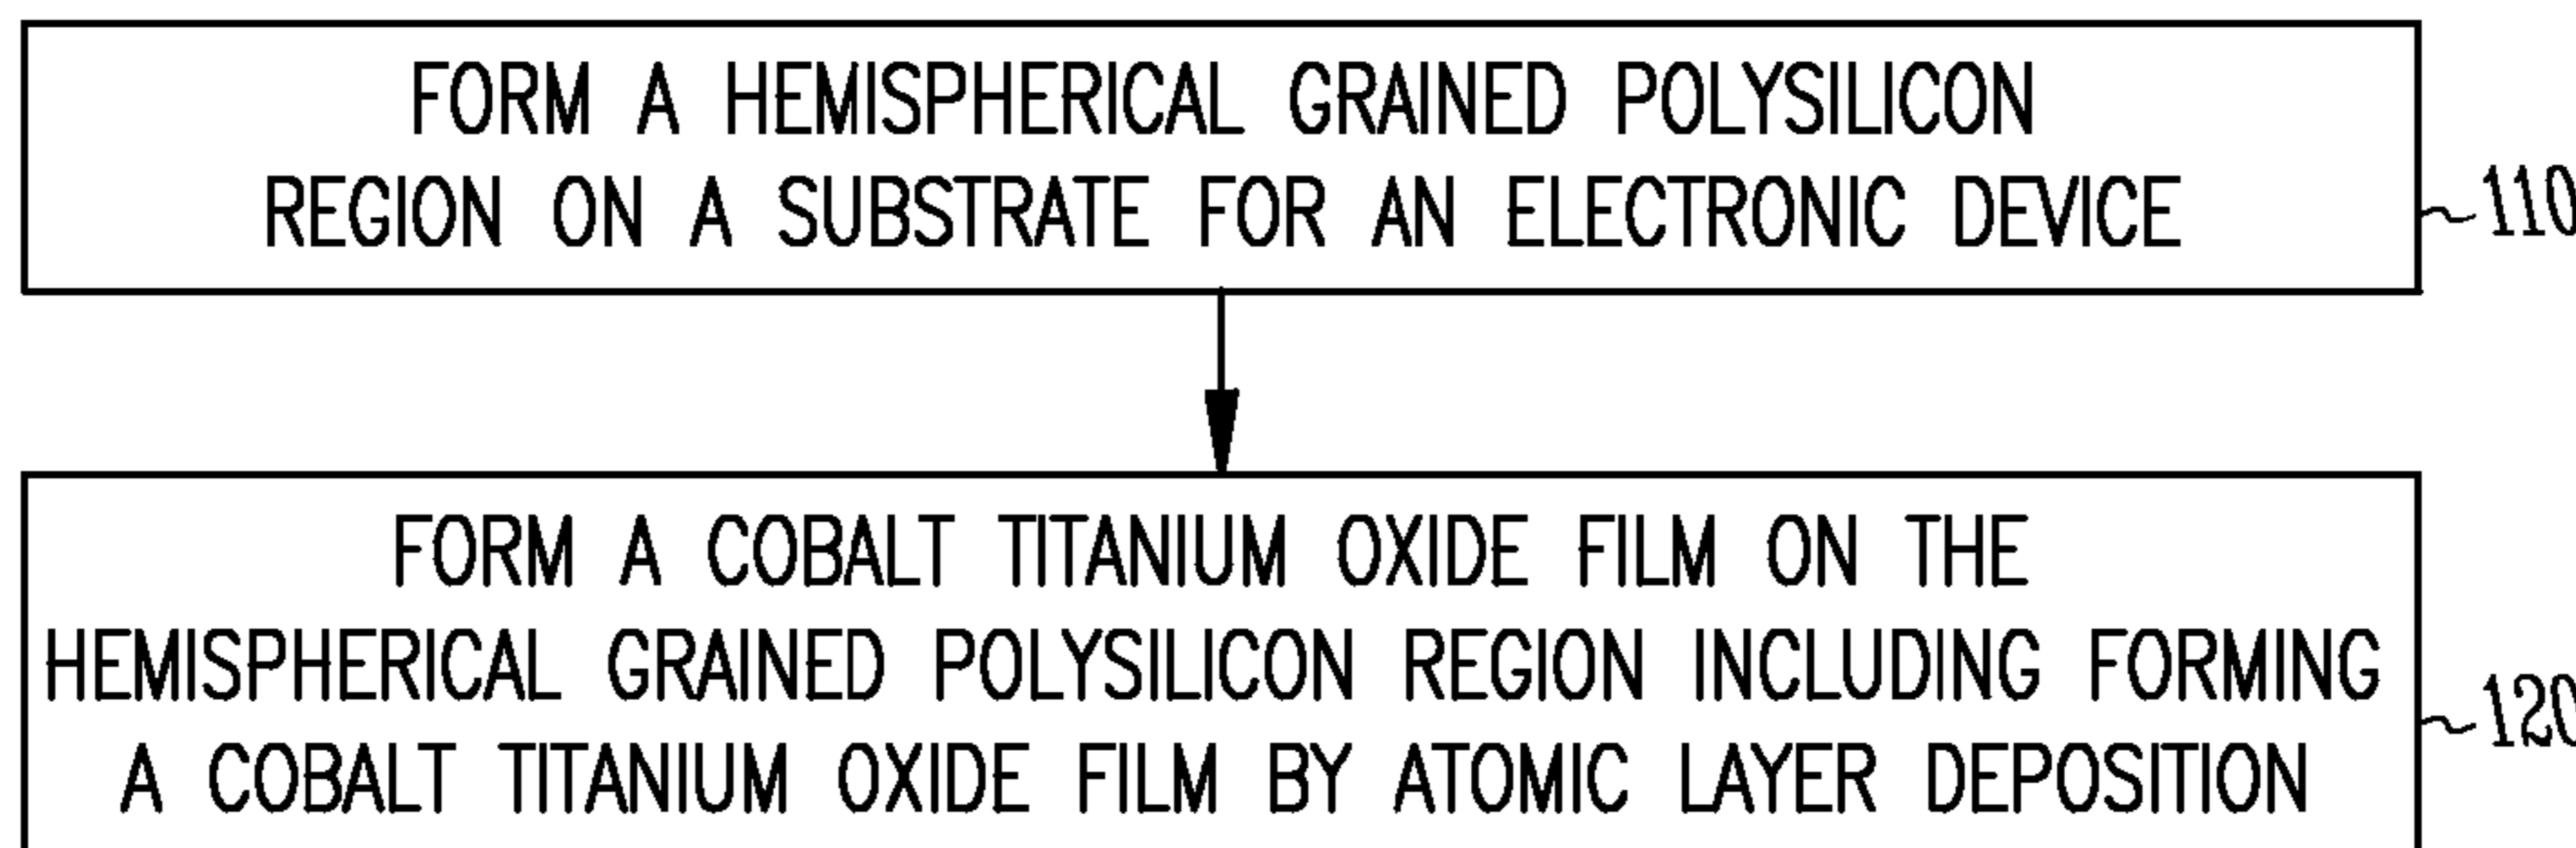 FORM A HEMISPHERICAL GRAINED POLYSILICON
REGION ON A SUBSTRATE FOR AN ELECTRONIC DEVICE
110
FORM A COBALT TITANIUM OXIDE FILM ON THE
HEMISPHERICAL GRAINED POLYSILICON REGION INCLUDING FORMING
A COBALT TITANIUM OXIDE FILM BY ATOMIC LAYER DEPOSITION
120